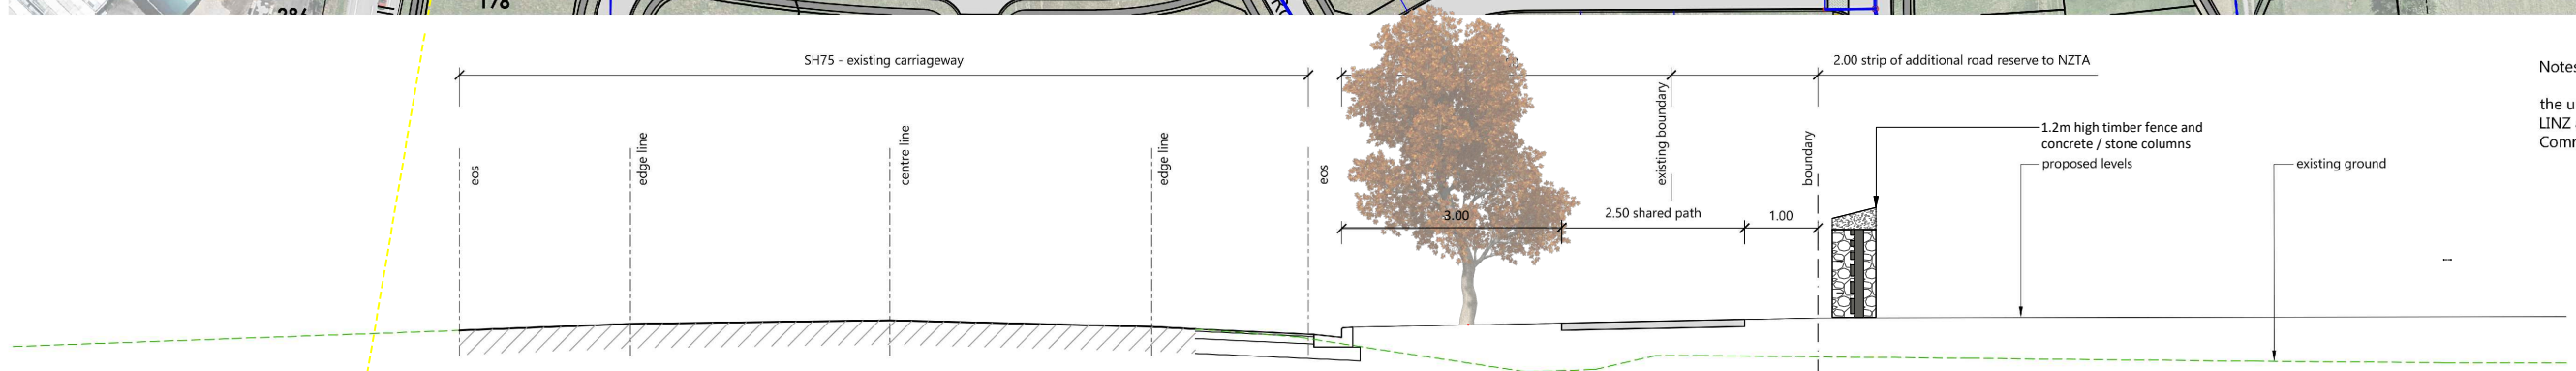 178
SH75 - existing carriageway
2.00 strip of additional road reserve to NZTA
Notes
the u
LINZ
Comm
eos
edge line
centre line
edge line
eos
existing boundary
boundary
1.2m high timber fence and
concrete / stone columns
proposed levels
existing ground
3.00
2.50 shared path
1.00